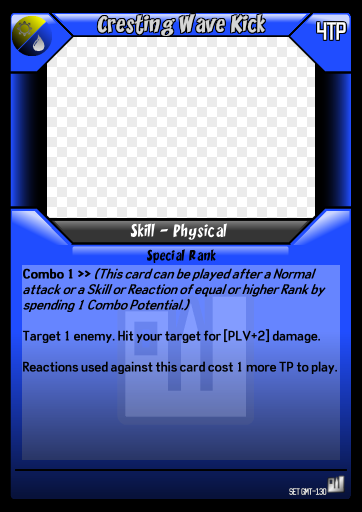 Cresting Wave Kick
4TP
Skill - Physical
Special Rank
Combo 1 >> (This card can be played after a Normal
attack or a Skill or Reaction of equal or higher Rank by
spending 1 Combo Potential.)
Target 1 enemy. Hit your target for [PLV+2] damage.
Reactions used against this card cost 1 more TP to play.
SET GMT-130